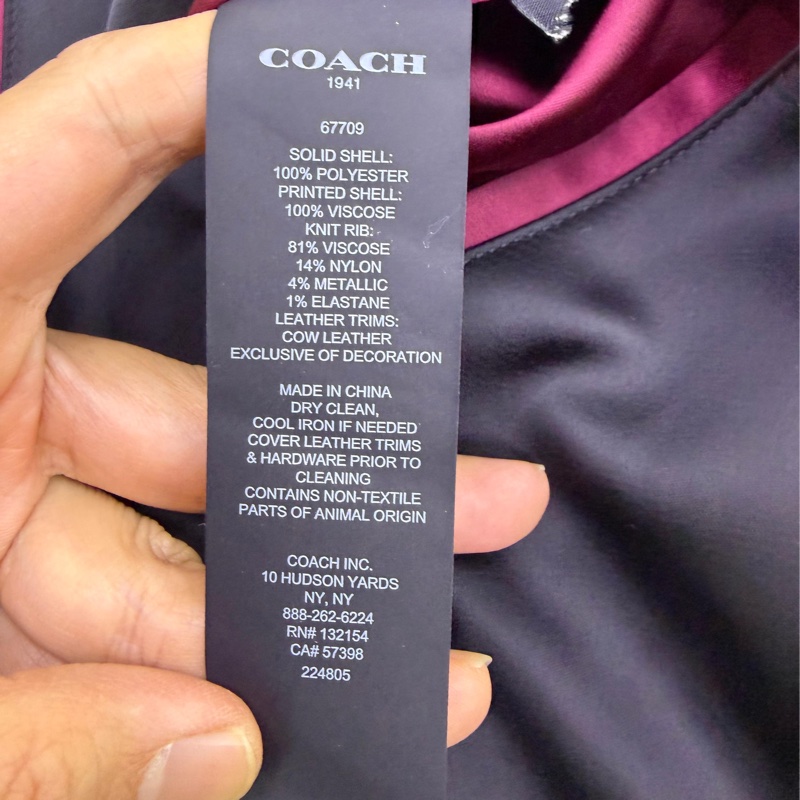 COACH
1941
67709
SOLID SHELL:
100% POLYESTER
PRINTED SHELL:
100% VISCOSE
KNIT RIB:
81% VISCOSE
14% NYLON
4% METALLIC
1% ELASTANE
LEATHER TRIMS:
COW LEATHER
EXCLUSIVE OF DECORATION
MADE IN CHINA
DRY CLEAN,
COOL IRON IF NEEDED
COVER LEATHER TRIMS
& HARDWARE PRIOR TO
CLEANING
CONTAINS NON-TEXTILE
PARTS OF ANIMAL ORIGIN
COACH INC.
10 HUDSON YARDS
NY, NY
888-262-6224
RN# 132154
CA# 57398
224805